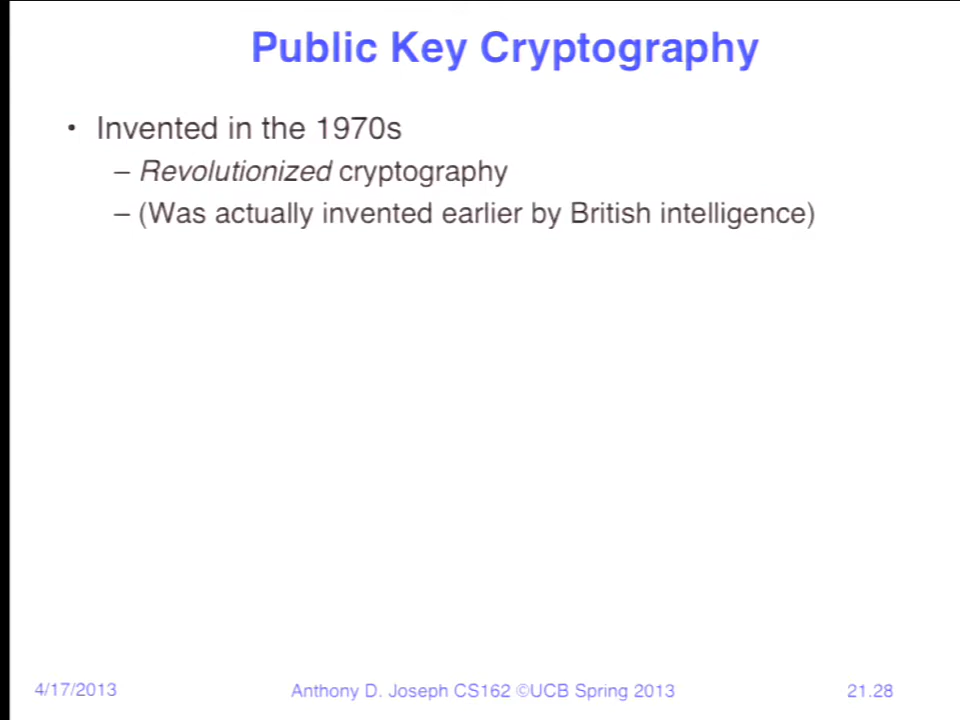 Public Key Cryptography
• Invented in the 1970s
– Revolutionized cryptography
– (Was actually invented earlier by British intelligence)
4/17/2013 Anthony D. Joseph CS162 ©UCB Spring 2013 21.28